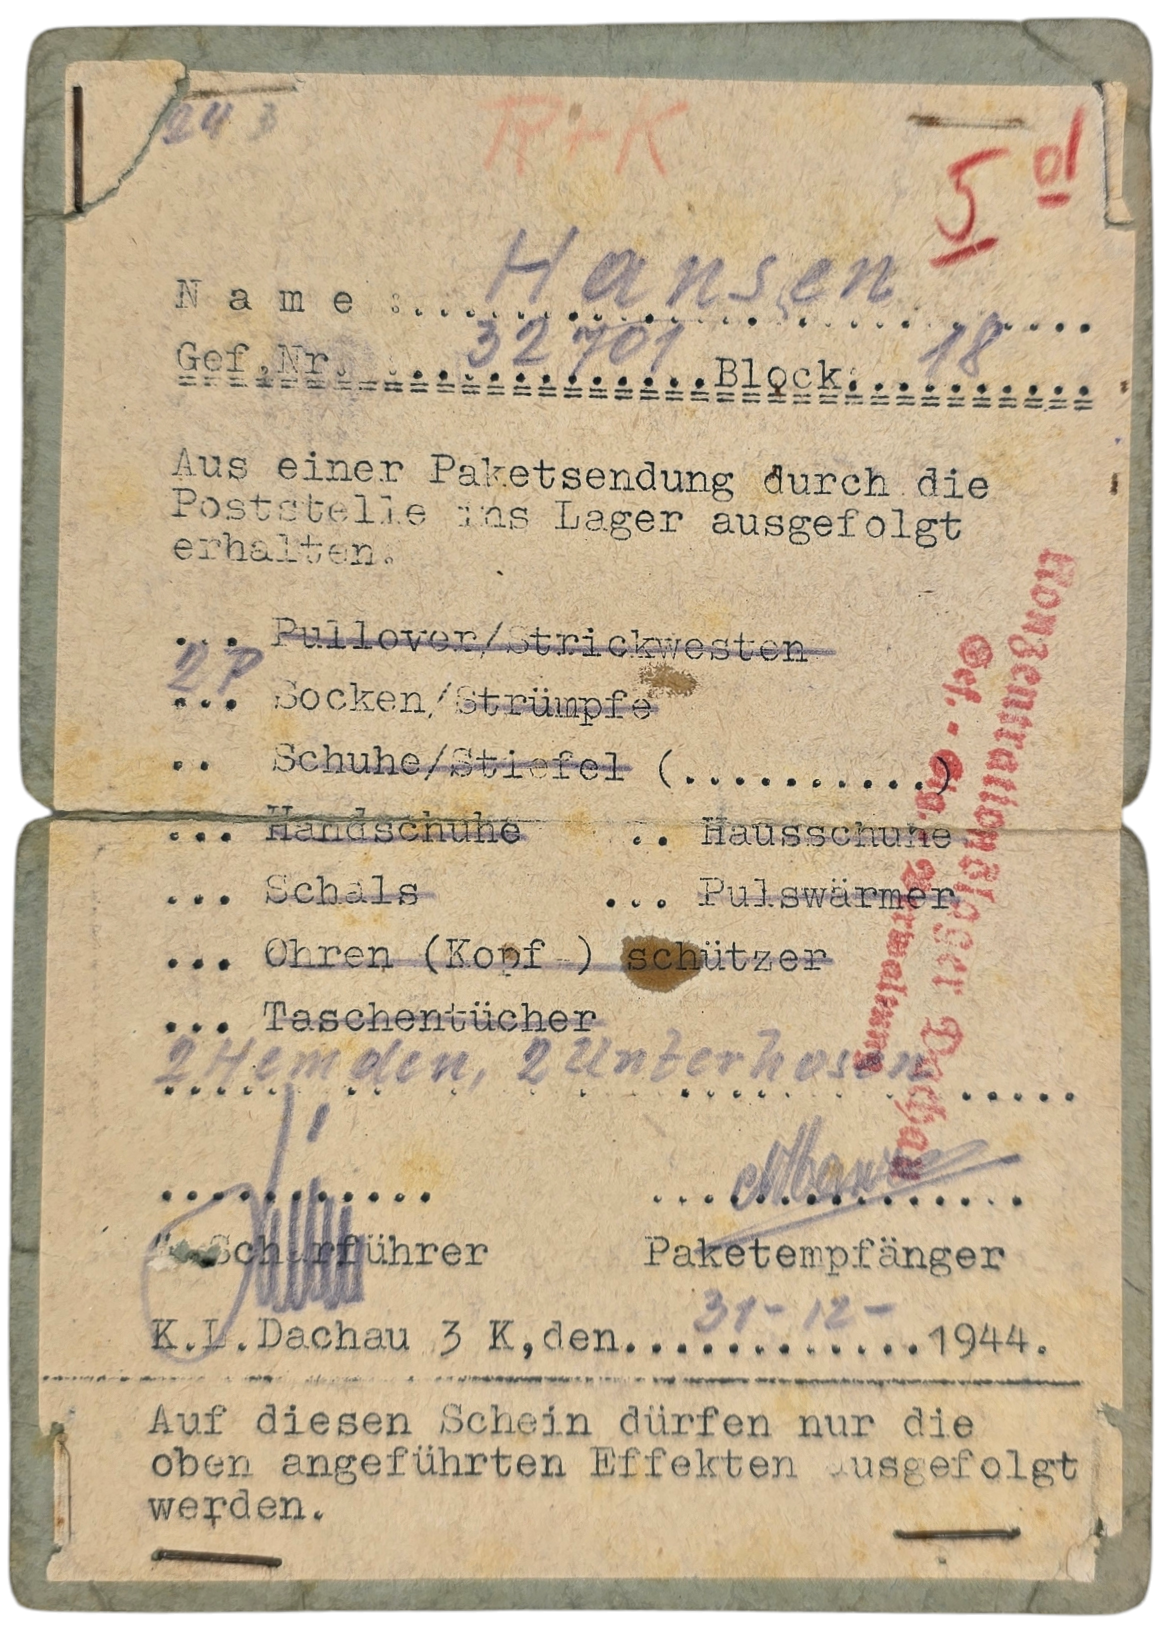 24 3
R+K
5 01
Name: Hansen
Gef.Nr. 32701 Block: 18
Aus einer Paketsendung durch die
Poststelle ins Lager ausgefolgt
erhalten.
... Pullover/Strickwesten
2 P
... Socken/Strümpfe
.. Schuhe/Stiefel (...........)
... Handschuhe .. Hausschuhe
... Schals ... Pulswärmer
... Ohren (Kopf -) schützer
... Taschentücher
2 Hemden, 2 Unterhosen
Scharführer Paketempfänger
K.L.Dachau 3 K,den 31-12- 1944.
Auf diesen Schein dürfen nur die
oben angeführten Effekten ausgefolgt
werden.
Konzentrationslager Dachau
Gef.-Eig.-Verwaltung